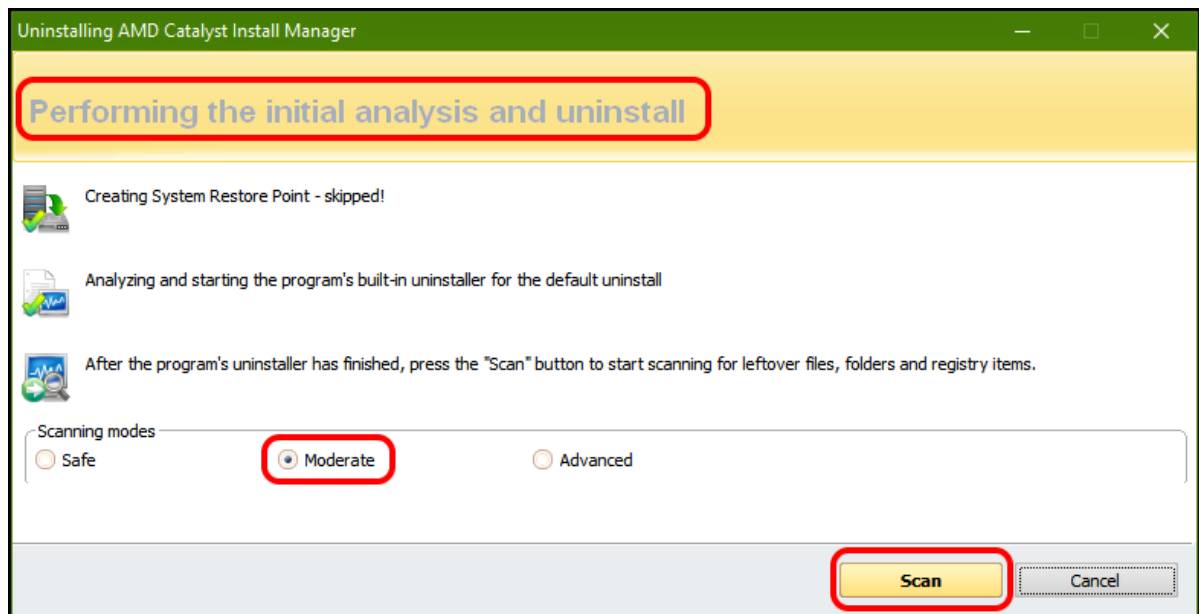 Uninstalling AMD Catalyst Install Manager
Performing the initial analysis and uninstall
Creating System Restore Point - skipped!
Analyzing and starting the program's built-in uninstaller for the default uninstall
After the program's uninstaller has finished, press the "Scan" button to start scanning for leftover files, folders and registry items.
Scanning modes
Safe Moderate Advanced
Scan Cancel